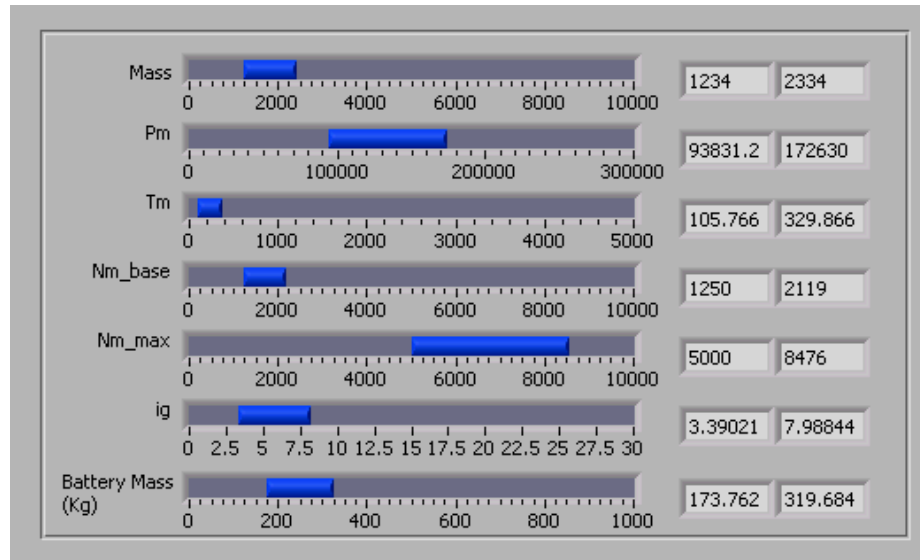 Mass 1234 2334
0 2000 4000 6000 8000 10000
Pm 93831.2 172630
0 100000 200000 300000
Tm 105.766 329.866
0 1000 2000 3000 4000 5000
Nm_base 1250 2119
0 2000 4000 6000 8000 10000
Nm_max 5000 8476
0 2000 4000 6000 8000 10000
ig 3.39021 7.98844
0 2.5 5 7.5 10 12.5 15 17.5 20 22.5 25 27.5 30
Battery Mass
(Kg) 173.762 319.684
0 200 400 600 800 1000